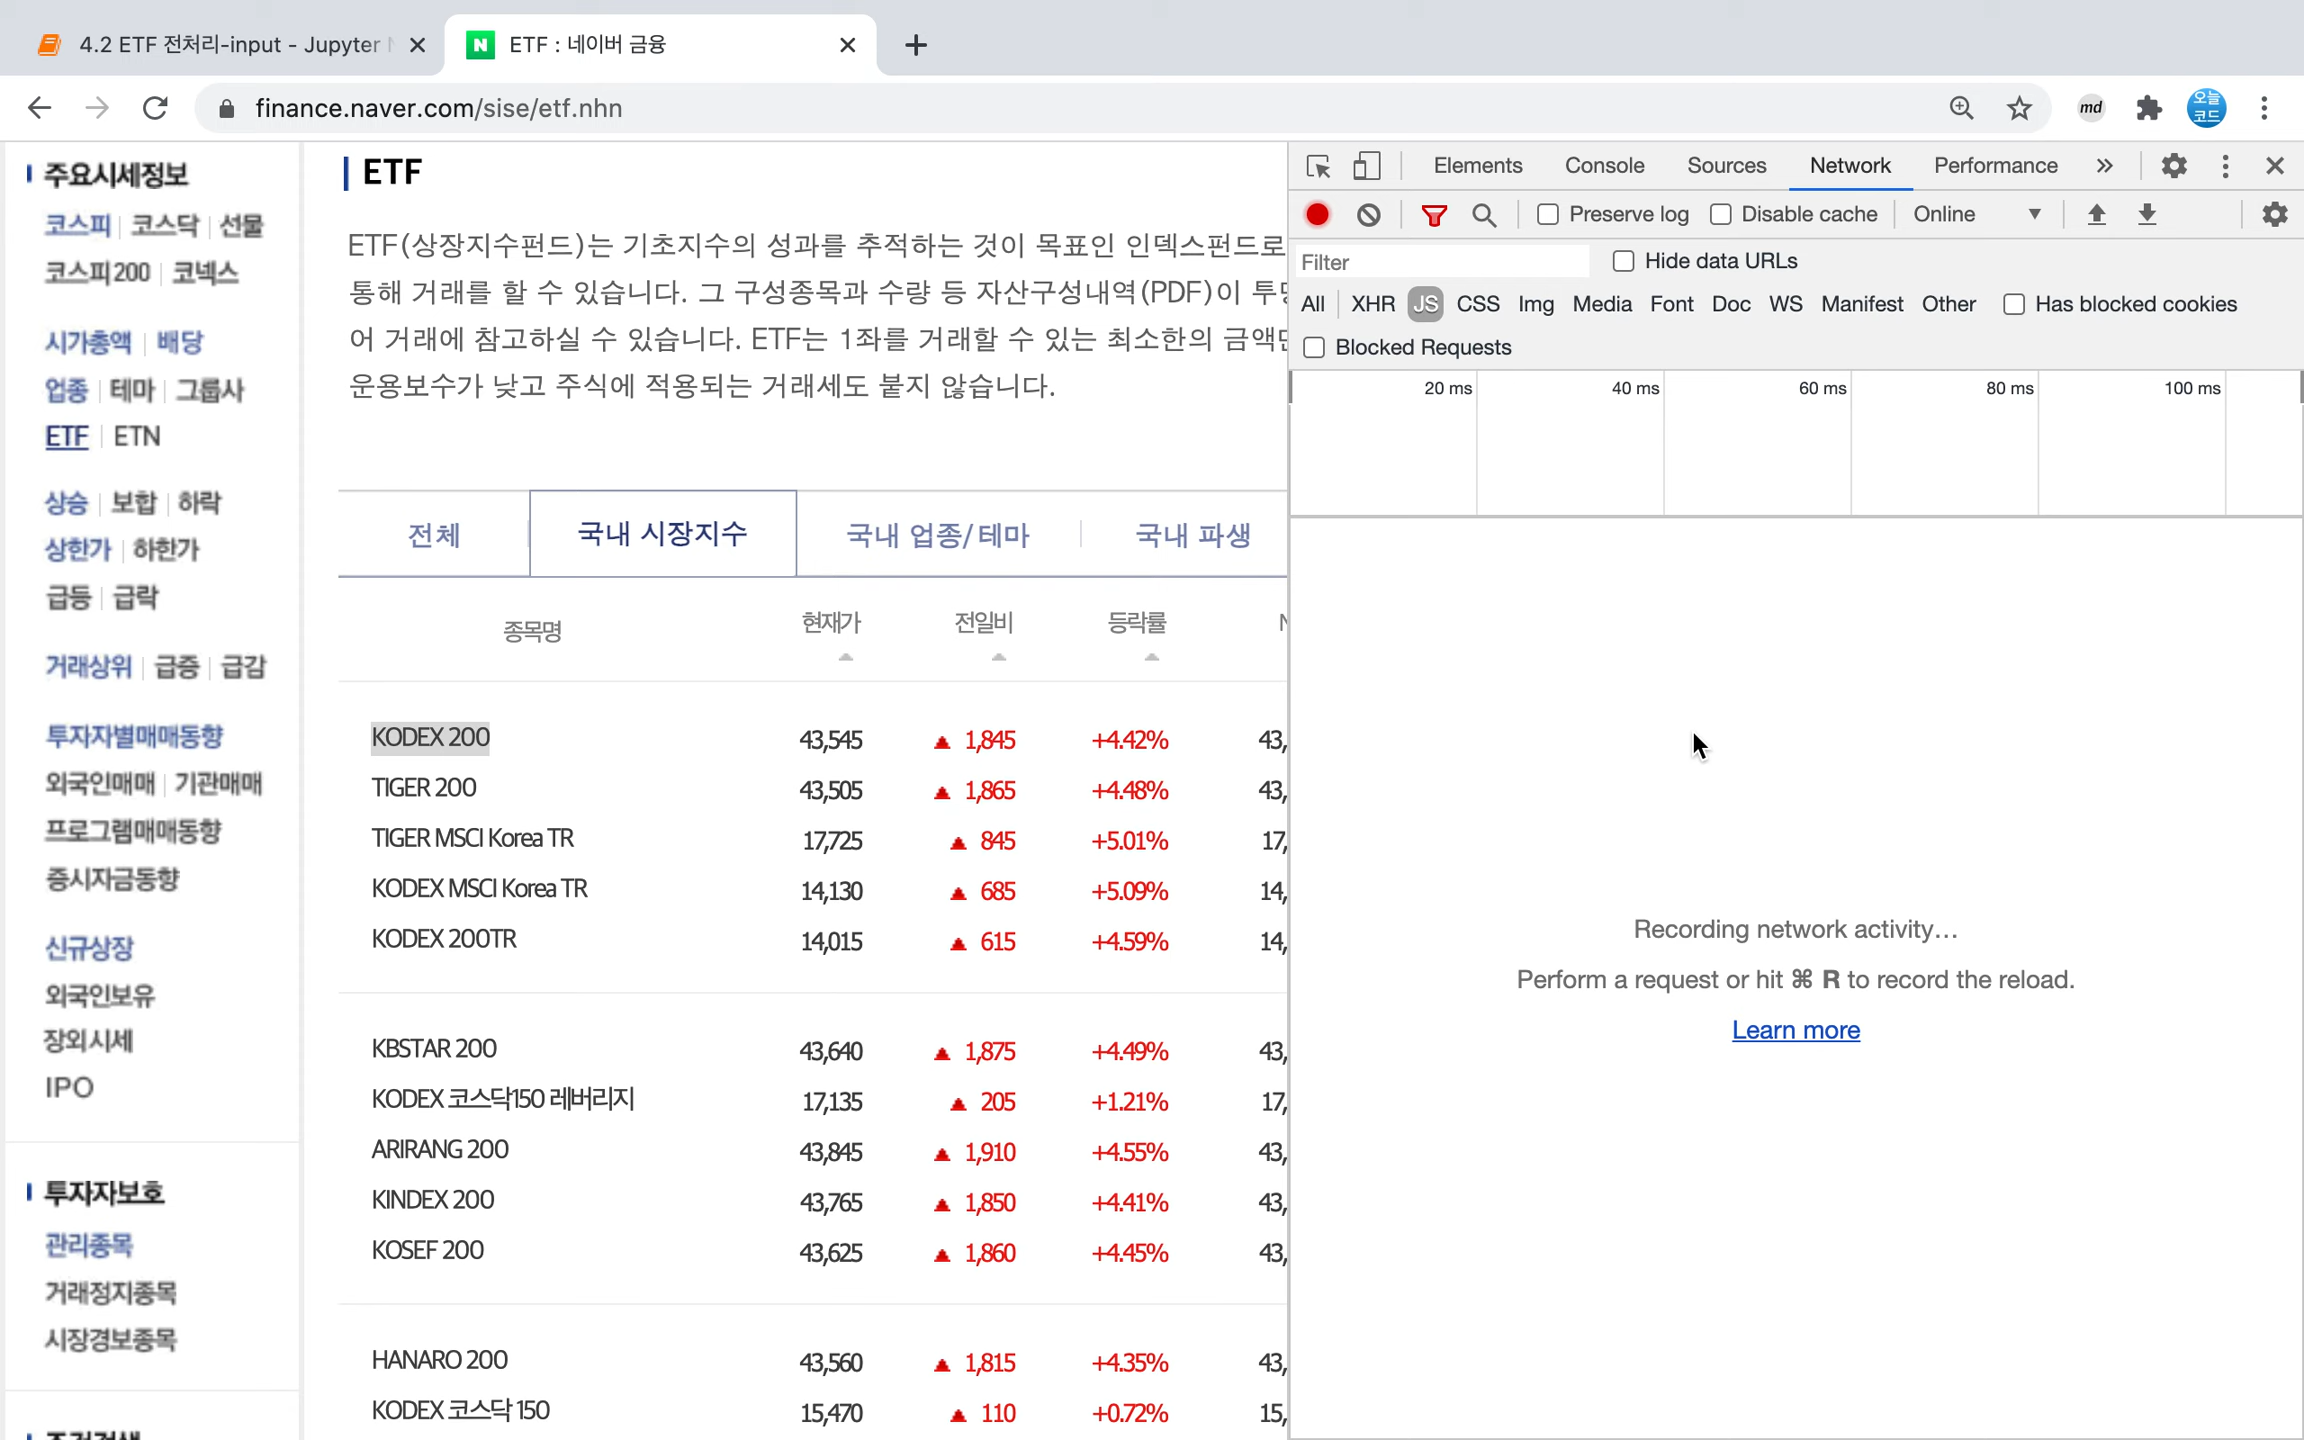 4.2 ETF 전처리-input - Jupyter
ETF : 네이버 금융
finance.naver.com/sise/etf.nhn
md
오늘
코드
주요시세정보
코스피 코스닥 선물
코스피200 코넥스
시가총액 배당
업종 테마 그룹사
ETF ETN
상승 보합 하락
상한가 하한가
급등 급락
거래상위 급증 급감
투자자별매매동향
외국인매매 기관매매
프로그램매매동향
증시자금동향
신규상장
외국인보유
장외시세
IPO
투자자보호
관리종목
거래정지종목
시장경보종목
ETF
ETF(상장지수펀드)는 기초지수의 성과를 추적하는 것이 목표인 인덱스펀드로
통해 거래를 할 수 있습니다. 그 구성종목과 수량 등 자산구성내역(PDF)이
어 거래에 참고하실 수 있습니다. ETF는 1좌를 거래할 수 있는 최소한의
운용보수가 낮고 주식에 적용되는 거래세도 붙지 않습니다.
전체 국내 시장지수 국내 업종/테마 국내 파생
종목명 현재가 전일비 등락률
KODEX 200 43,545 ▲ 1,845 +4.42% 43,
TIGER 200 43,505 ▲ 1,865 +4.48% 43,
TIGER MSCI Korea TR 17,725 ▲ 845 +5.01% 17,
KODEX MSCI Korea TR 14,130 ▲ 685 +5.09% 14,
KODEX 200TR 14,015 ▲ 615 +4.59% 14,
KBSTAR 200 43,640 ▲ 1,875 +4.49% 43,
KODEX 코스닥150 레버리지 17,135 ▲ 205 +1.21% 17,
ARIRANG 200 43,845 ▲ 1,910 +4.55% 43,
KINDEX 200 43,765 ▲ 1,850 +4.41% 43,
KOSEF 200 43,625 ▲ 1,860 +4.45% 43,
HANARO 200 43,560 ▲ 1,815 +4.35% 43,
KODEX 코스닥 150 15,470 ▲ 110 +0.72% 15,
Elements Console Sources Network Performance
Preserve log Disable cache Online
Filter Hide data URLs
All XHR JS CSS Img Media Font Doc WS Manifest Other Has blocked cookies
Blocked Requests
20 ms 40 ms 60 ms 80 ms 100 ms
Recording network activity…
Perform a request or hit ⌘ R to record the reload.
Learn more